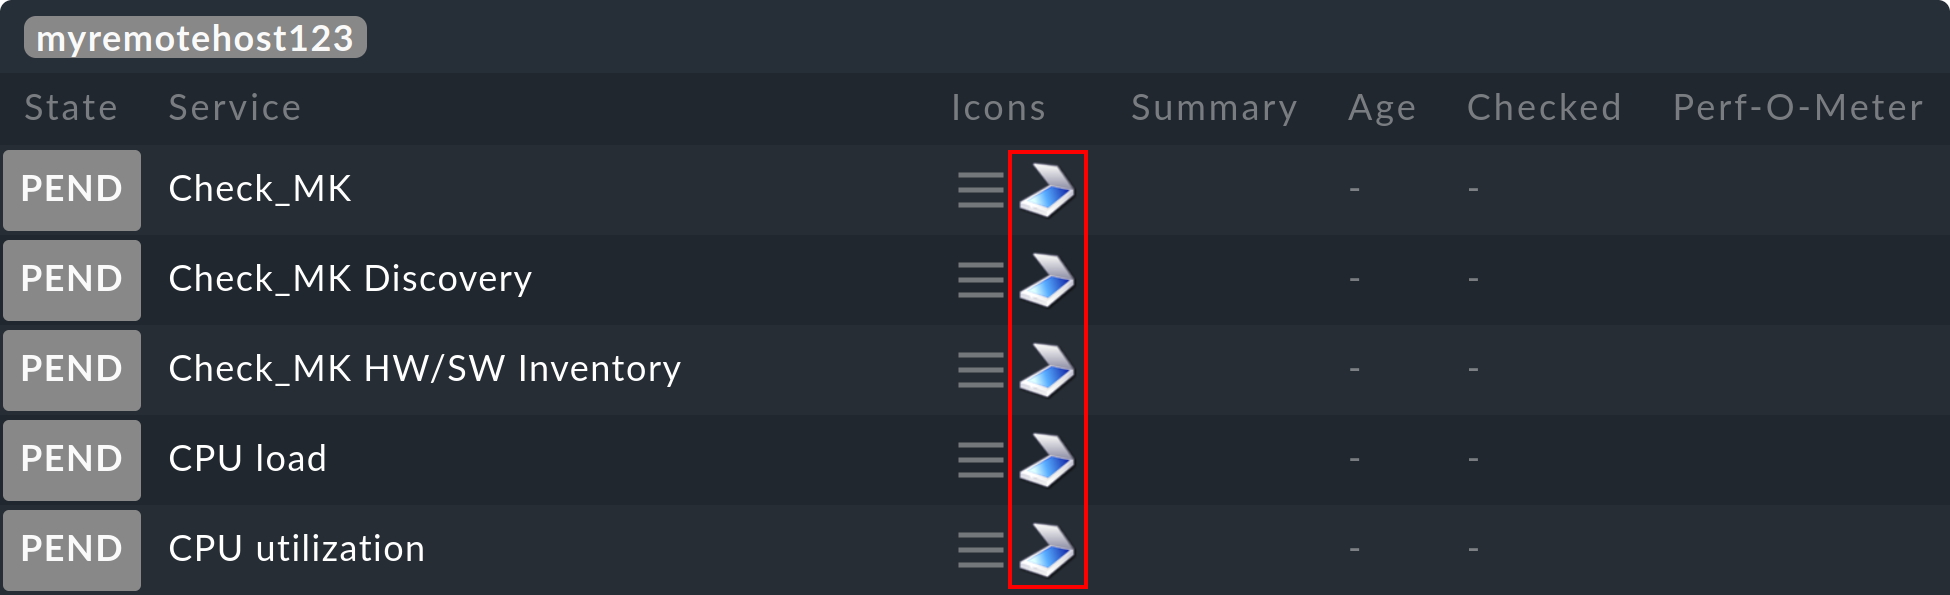 myremotehost123
State Service Icons Summary Age Checked Perf-O-Meter
PEND Check_MK - -
PEND Check_MK Discovery - -
PEND Check_MK HW/SW Inventory - -
PEND CPU load - -
PEND CPU utilization - -